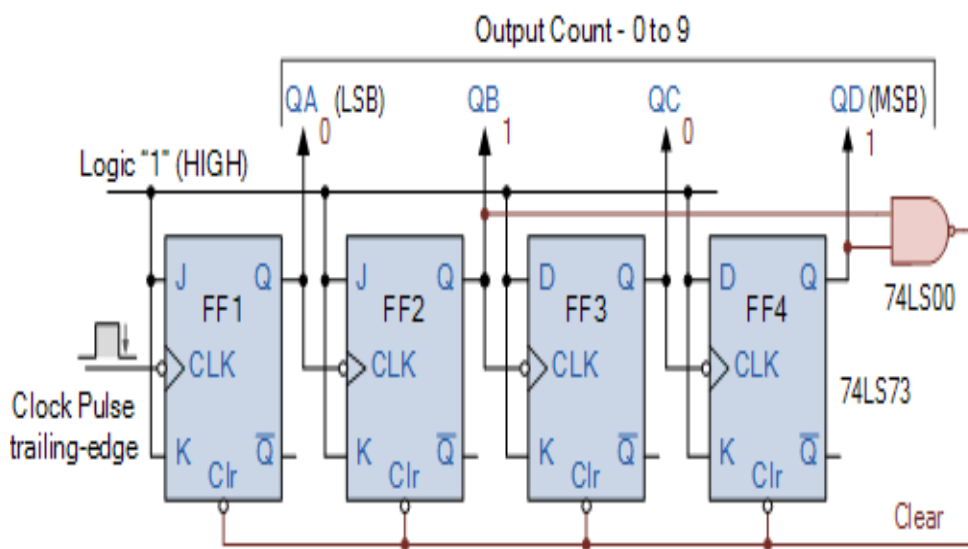 Output Count - 0 to 9
QA (LSB) QB QC QD (MSB)
0 1 0 1
Logic "1" (HIGH)
J Q J Q D Q D Q
FF1 FF2 FF3 FF4
74LS00
CLK CLK CLK CLK
74LS73
Clock Pulse
trailing-edge
K Q̅ K Q̅ K Q̅ K Q̅
Clr Clr Clr Clr
Clear